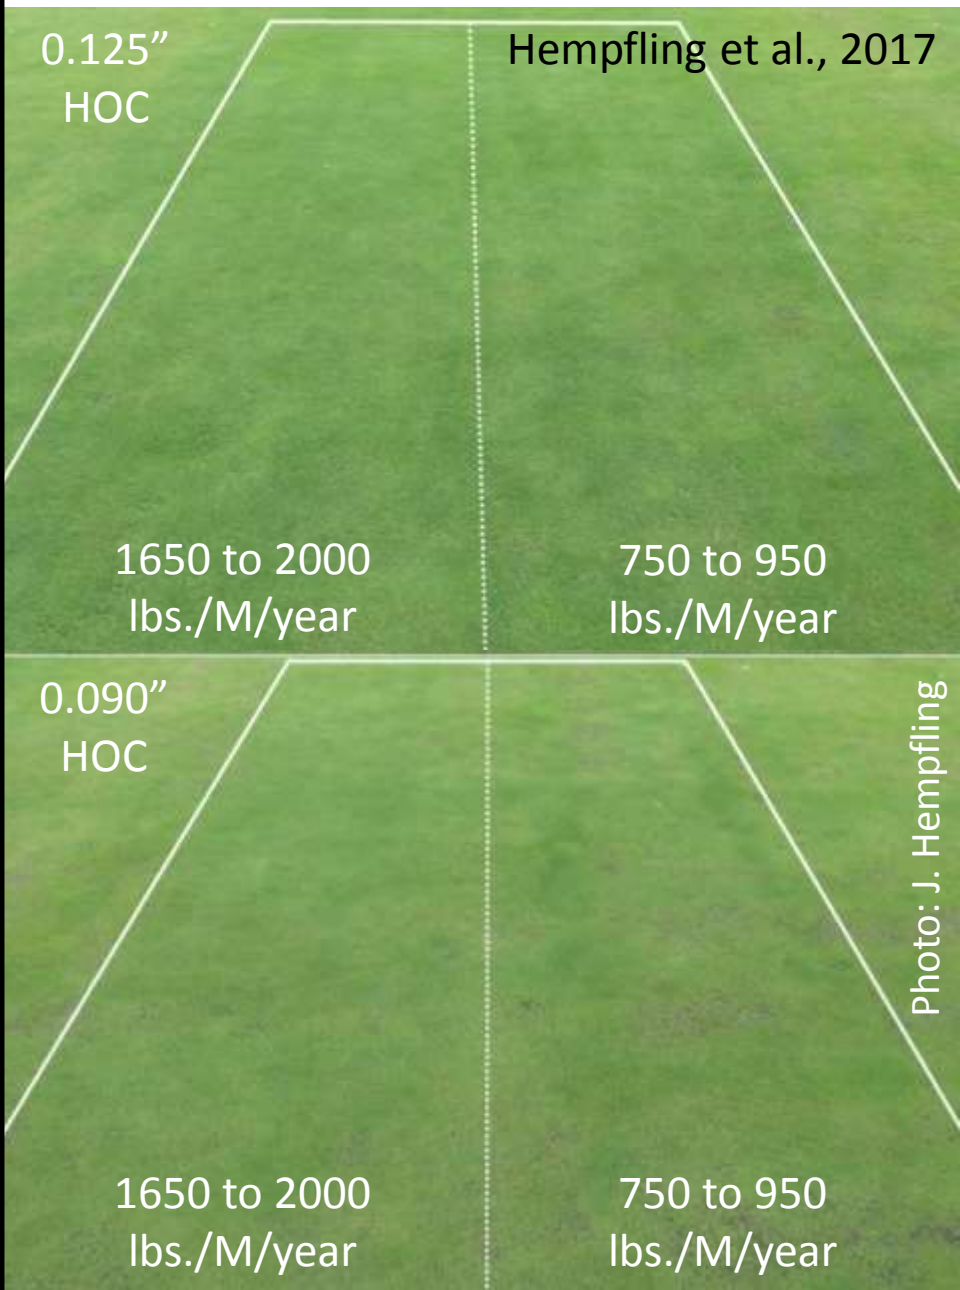 0.125”
HOC
Hempfling et al., 2017
1650 to 2000
lbs./M/year
750 to 950
lbs./M/year
0.090”
HOC
Photo: J. Hempfling
1650 to 2000
lbs./M/year
750 to 950
lbs./M/year